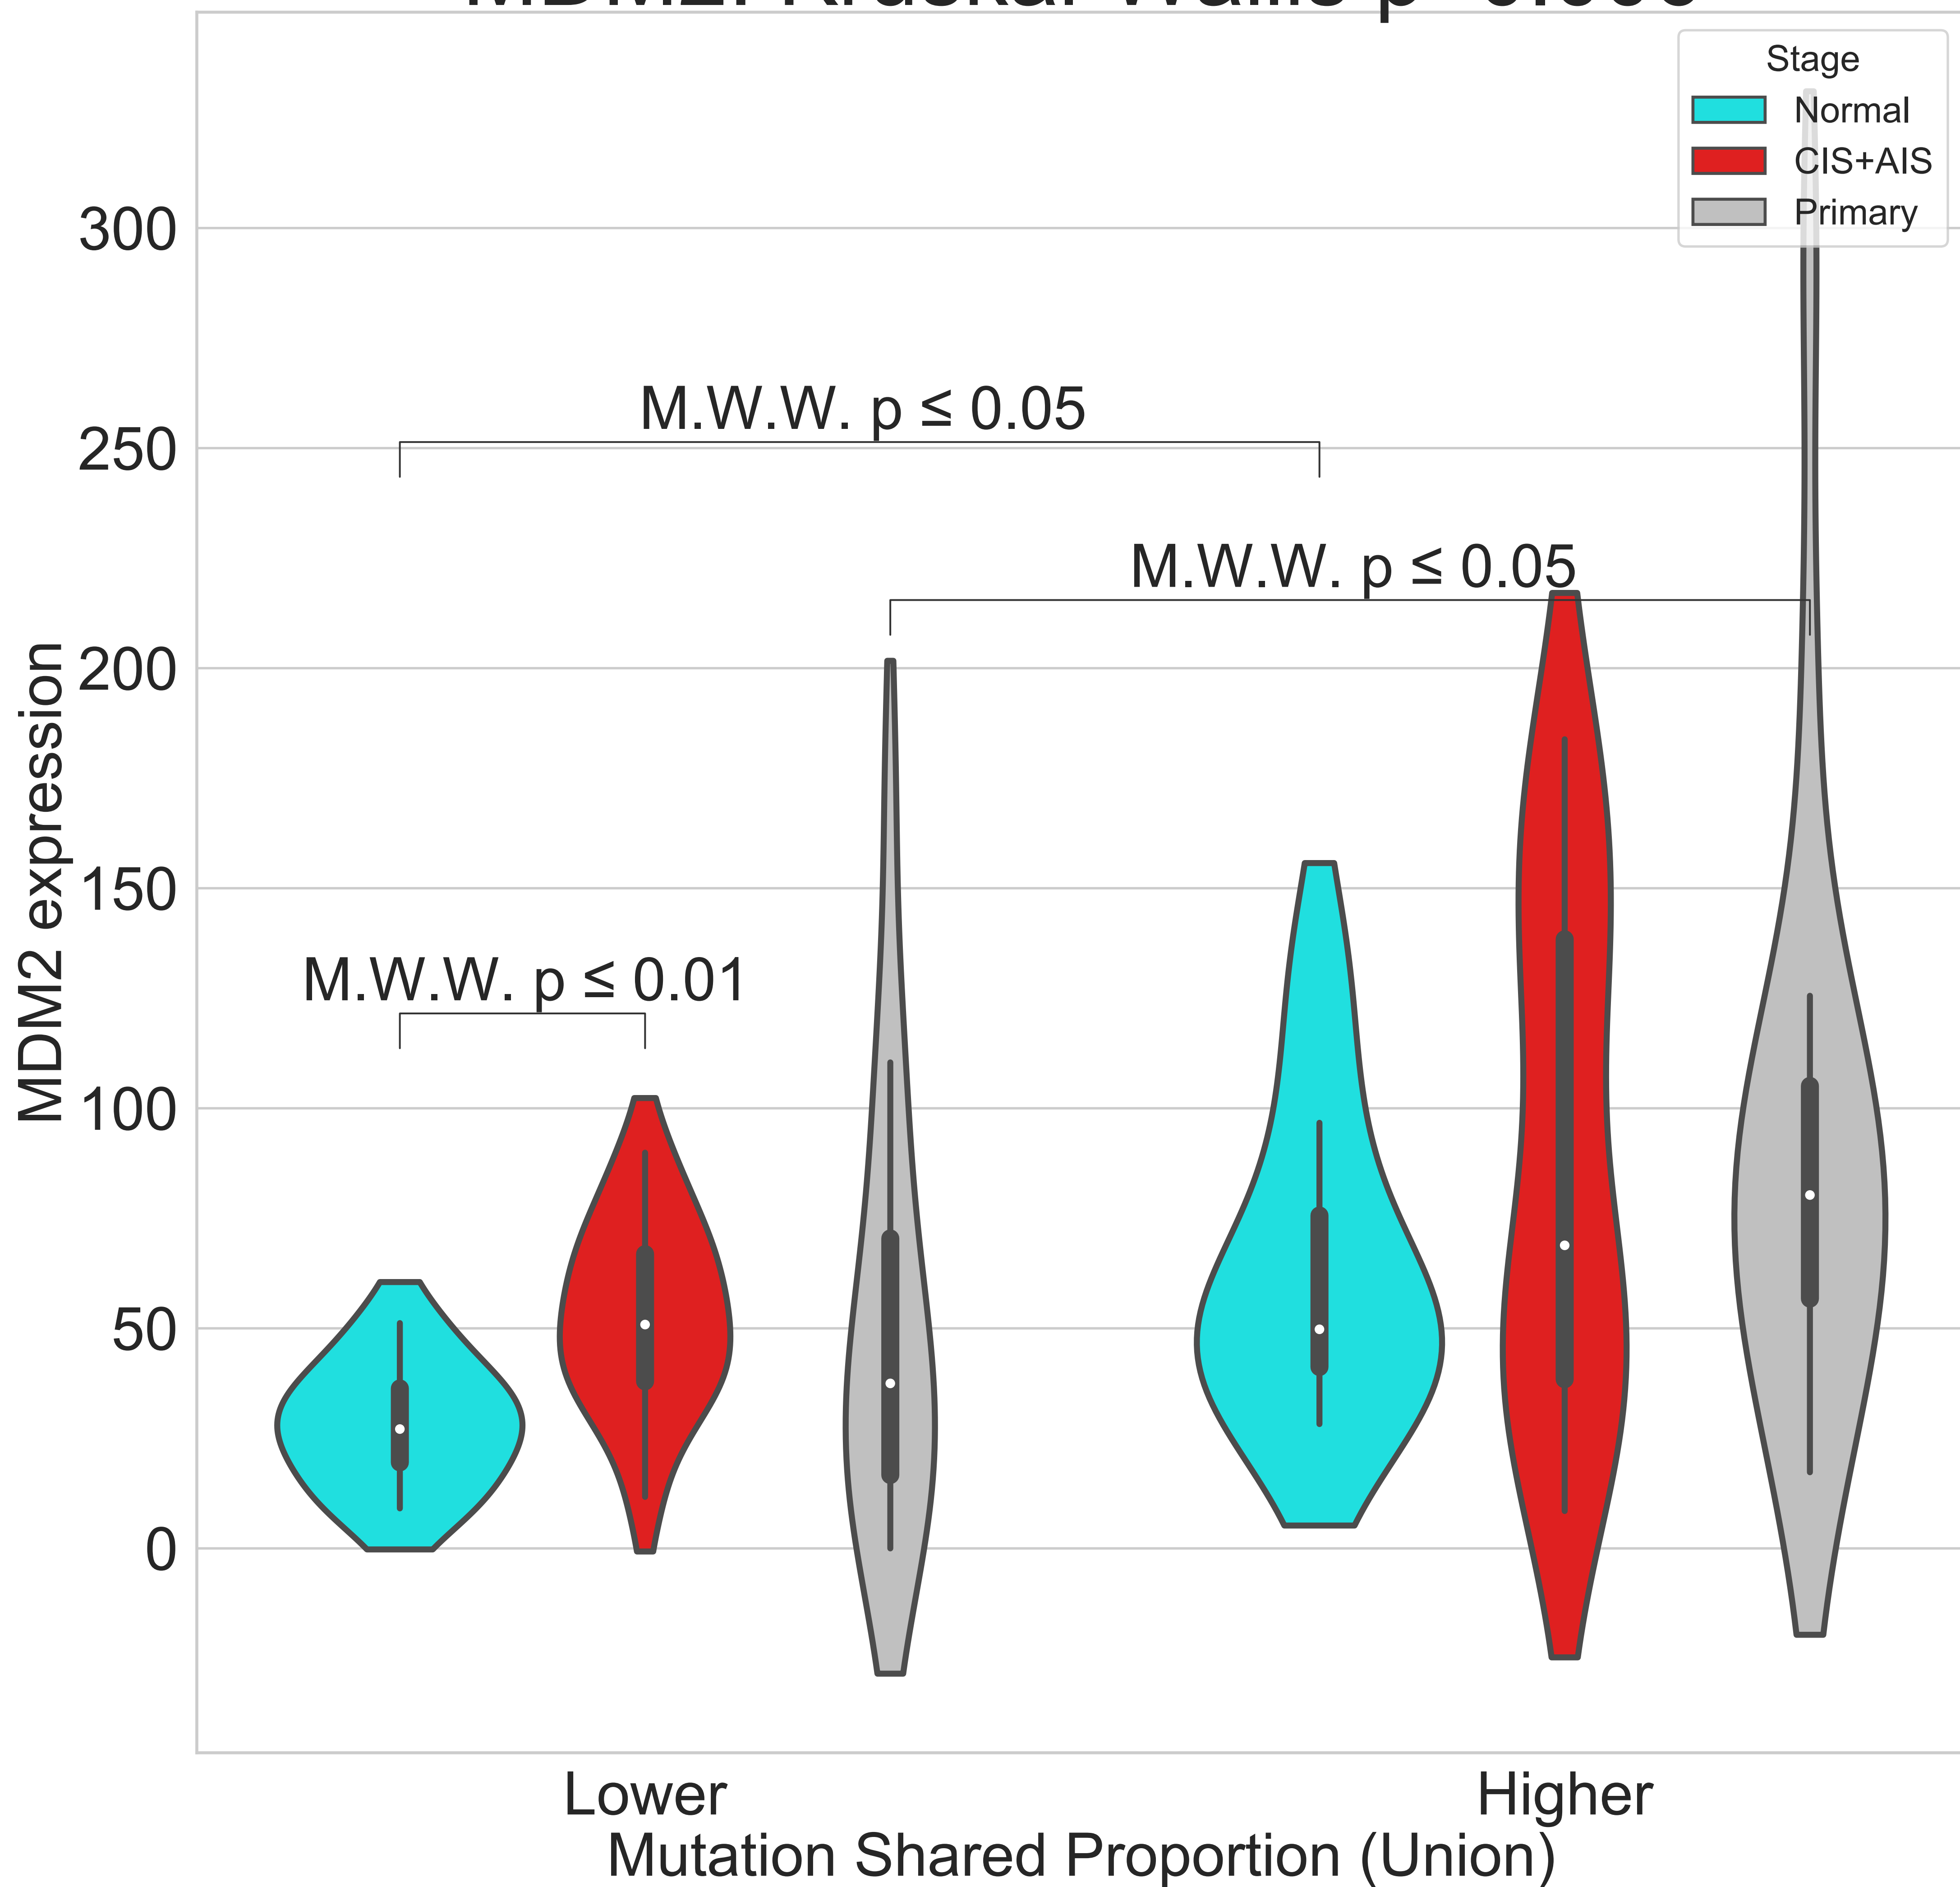 Stage
Normal
CIS+AIS
Primary
300
250
200
150
100
50
0
MDM2 expression
M.W.W. p ≤ 0.05
M.W.W. p ≤ 0.05
M.W.W. p ≤ 0.01
Lower
Higher
Mutation Shared Proportion (Union)